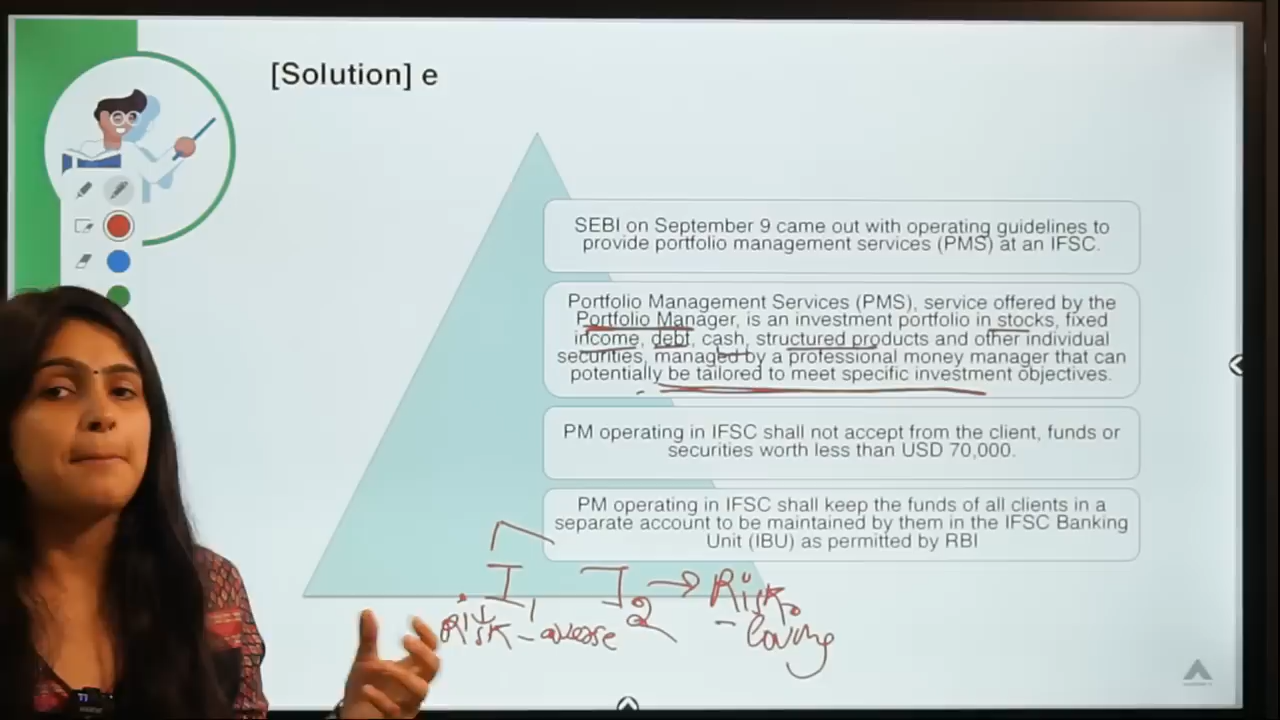 [Solution] e
SEBI on September 9 came out with operating guidelines to
provide portfolio management services (PMS) at an IFSC.
Portfolio Management Services (PMS), service offered by the
Portfolio Manager, is an investment portfolio in stocks, fixed
income, debt, cash, structured products and other individual
securities, managed by a professional money manager that can
potentially be tailored to meet specific investment objectives.
PM operating in IFSC shall not accept from the client, funds or
securities worth less than USD 70,000.
PM operating in IFSC shall keep the funds of all clients in a
separate account to be maintained by them in the IFSC Banking
Unit (IBU) as permitted by RBI
I1 I2 → Risk
Risk-averse - loving